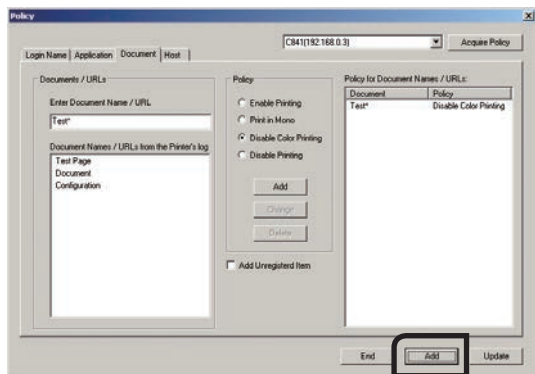 Policy
C841(192.168.0.3)
Acquire Policy
Login Name
Application
Document
Host
Documents / URLs
Enter Document Name / URL
Test*
Document Names / URLs from the Printer's log
Test Page
Document
Configuration
Policy
Enable Printing
Print in Mono
Disable Color Printing
Disable Printing
Add
Change
Delete
Add Unregisterd Item
Policy for Document Names / URLs:
Document Policy
Test* Disable Color Printing
End
Add
Update